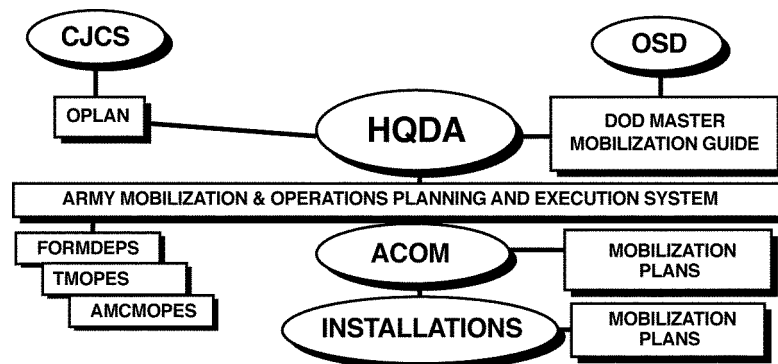 CJCS
OSD
OPLAN
HQDA
DOD MASTER
MOBILIZATION GUIDE
ARMY MOBILIZATION & OPERATIONS PLANNING AND EXECUTION SYSTEM
FORMDEPS
TMOPES
AMCMOPES
ACOM
MOBILIZATION
PLANS
INSTALLATIONS
MOBILIZATION
PLANS